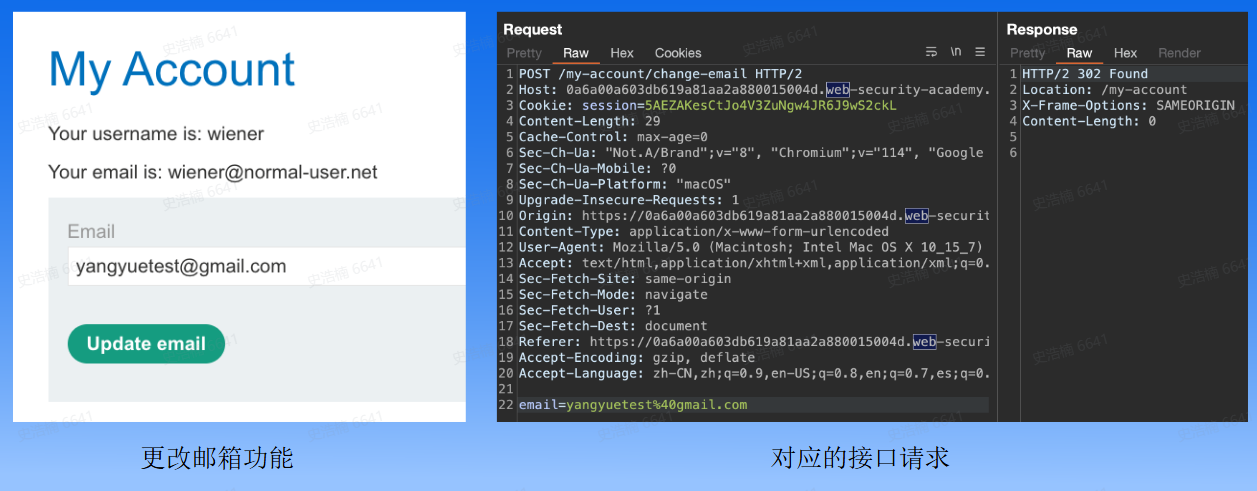 My Account
Your username is: wiener
Your email is: wiener@normal-user.net
Email
yangyuetest@gmail.com
Update email
更改邮箱功能
Request
Pretty Raw Hex Cookies \n
1 POST /my-account/change-email HTTP/2
2 Host: 0a6a00a603db619a81aa2a880015004d.web-security-academy.
3 Cookie: session=5AEZAKesCtJo4V3ZuNgw4JR6J9wS2ckL
4 Content-Length: 29
5 Cache-Control: max-age=0
6 Sec-Ch-Ua: "Not.A/Brand";v="8", "Chromium";v="114", "Google
7 Sec-Ch-Ua-Mobile: ?0
8 Sec-Ch-Ua-Platform: "macOS"
9 Upgrade-Insecure-Requests: 1
10 Origin: https://0a6a00a603db619a81aa2a880015004d.web-securit
11 Content-Type: application/x-www-form-urlencoded
12 User-Agent: Mozilla/5.0 (Macintosh; Intel Mac OS X 10_15_7)
13 Accept: text/html,application/xhtml+xml,application/xml;q=0.
14 Sec-Fetch-Site: same-origin
15 Sec-Fetch-Mode: navigate
16 Sec-Fetch-User: ?1
17 Sec-Fetch-Dest: document
18 Referer: https://0a6a00a603db619a81aa2a880015004d.web-securi
19 Accept-Encoding: gzip, deflate
20 Accept-Language: zh-CN,zh;q=0.9,en-US;q=0.8,en;q=0.7,es;q=0.
21
22 email=yangyuetest%40gmail.com
Response
Pretty Raw Hex Render
1 HTTP/2 302 Found
2 Location: /my-account
3 X-Frame-Options: SAMEORIGIN
4 Content-Length: 0
5
6
对应的接口请求
史浩楠 6641